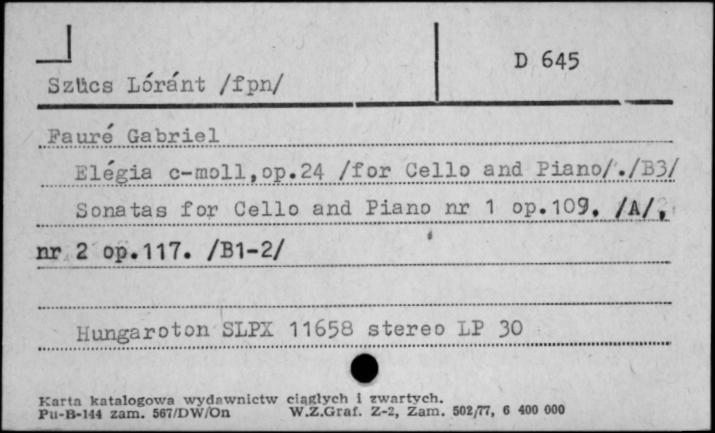 D 645
Szücs Lóránt /fpn/
Fauré Gabriel
Elégia c-moll,op.24 /for Cello and Piano/./B3/
Sonatas for Cello and Piano nr 1 op.109. /A/,
nr 2 op.117. /B1-2/
Hungaroton SLPX 11658 stereo LP 30
Karta katalogowa wydawnictw ciągłych i zwartych.
Pu-B-144 zam. 567/DW/On W.Z.Graf. Z-2, Zam. 502/77, 6 400 000